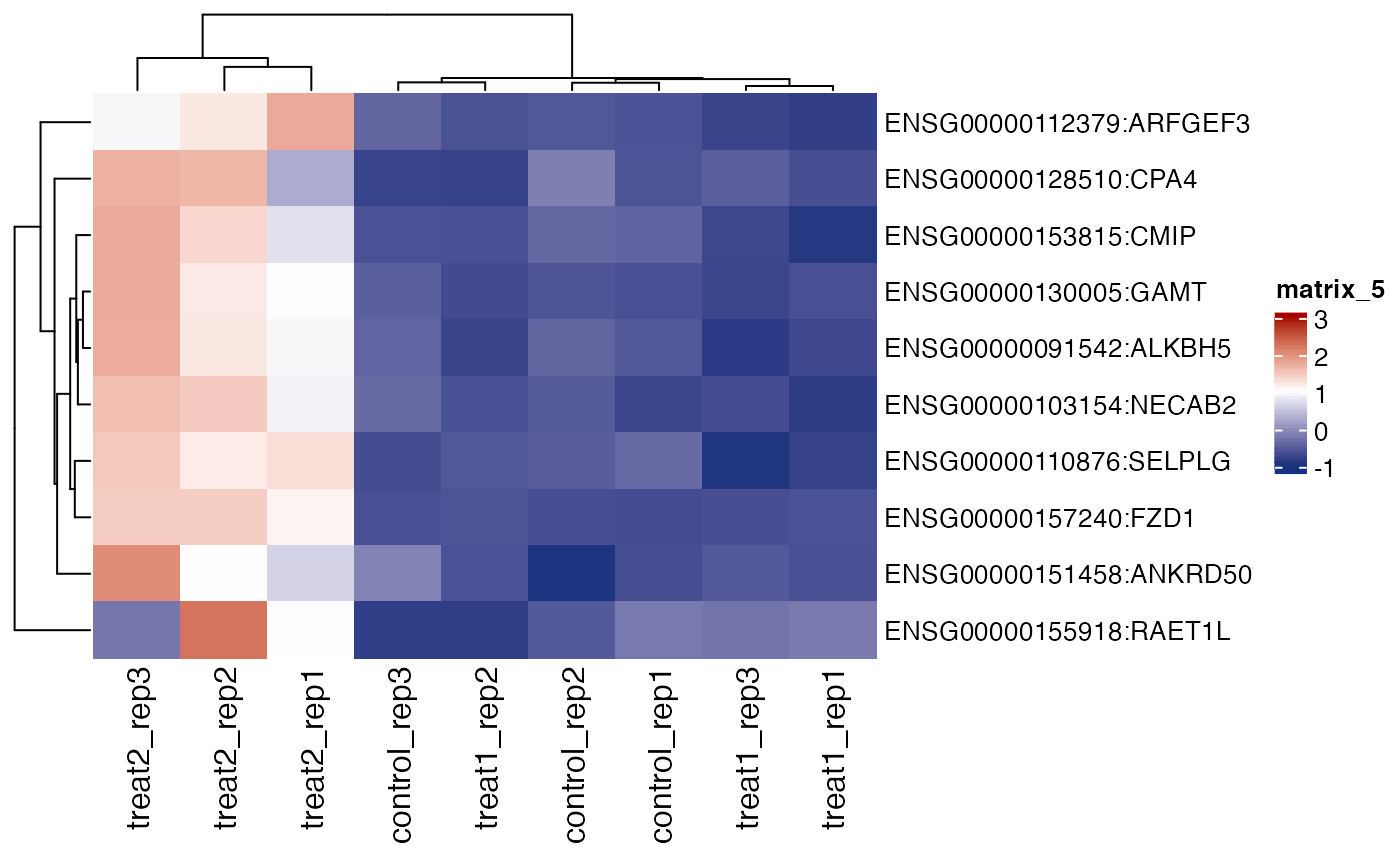 ENSG00000112379:ARFGEF3
ENSG00000128510:CPA4
ENSG00000153815:CMIP
ENSG00000130005:GAMT
ENSG00000091542:ALKBH5
ENSG00000103154:NECAB2
ENSG00000110876:SELPLG
ENSG00000157240:FZD1
ENSG00000151458:ANKRD50
ENSG00000155918:RAET1L
treat2_rep3
treat2_rep2
treat2_rep1
control_rep3
treat1_rep2
control_rep2
control_rep1
treat1_rep3
treat1_rep1
matrix_5
3
2
1
0
-1